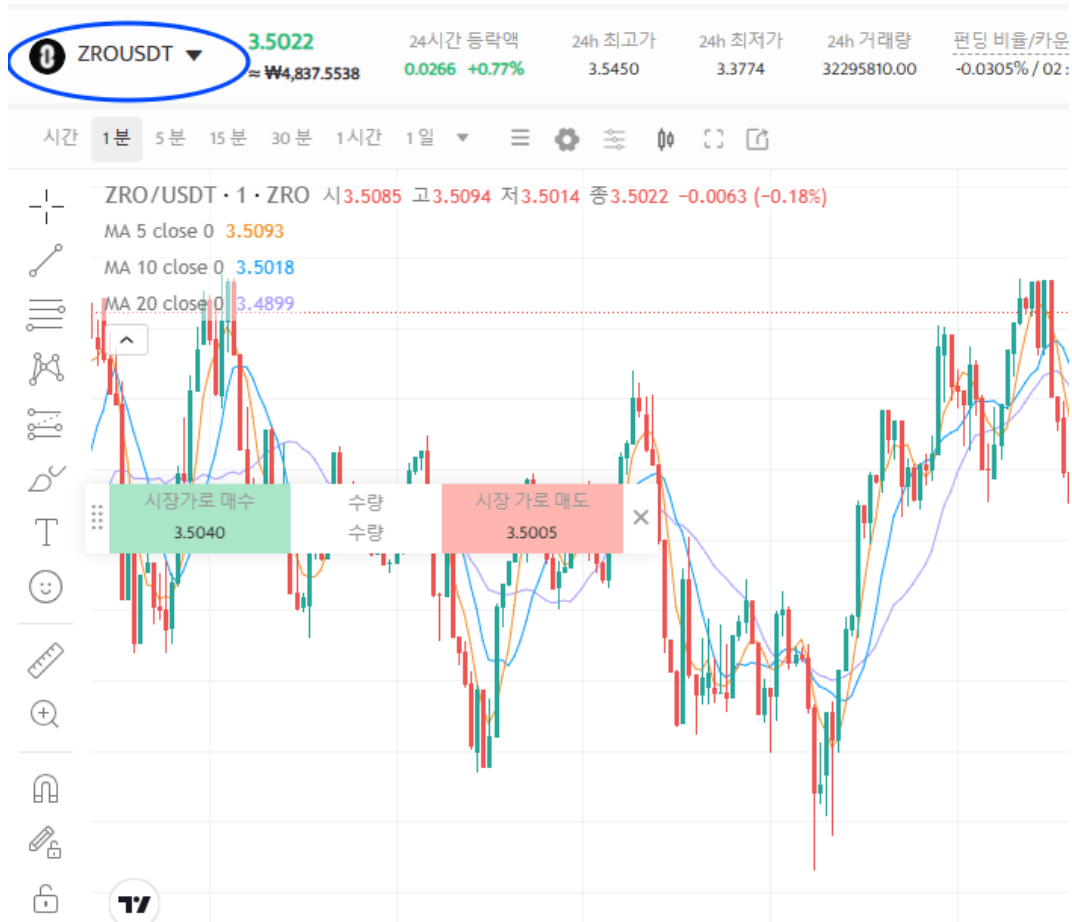 ZROUSDT
3.5022
≈ ₩4,837.5538
24시간 등락액
0.0266 +0.77%
24h 최고가
3.5450
24h 최저가
3.3774
24h 거래량
32295810.00
펀딩 비율/카운
-0.0305% / 02 :
시간 1분 5분 15분 30분 1시간 1일
ZRO/USDT · 1 · ZRO 시3.5085 고3.5094 저3.5014 종3.5022 −0.0063 (−0.18%)
MA 5 close 0 3.5093
MA 10 close 0 3.5018
MA 20 close 0 3.4899
시장가로 매수
3.5040
수량
수량
시장 가로 매도
3.5005